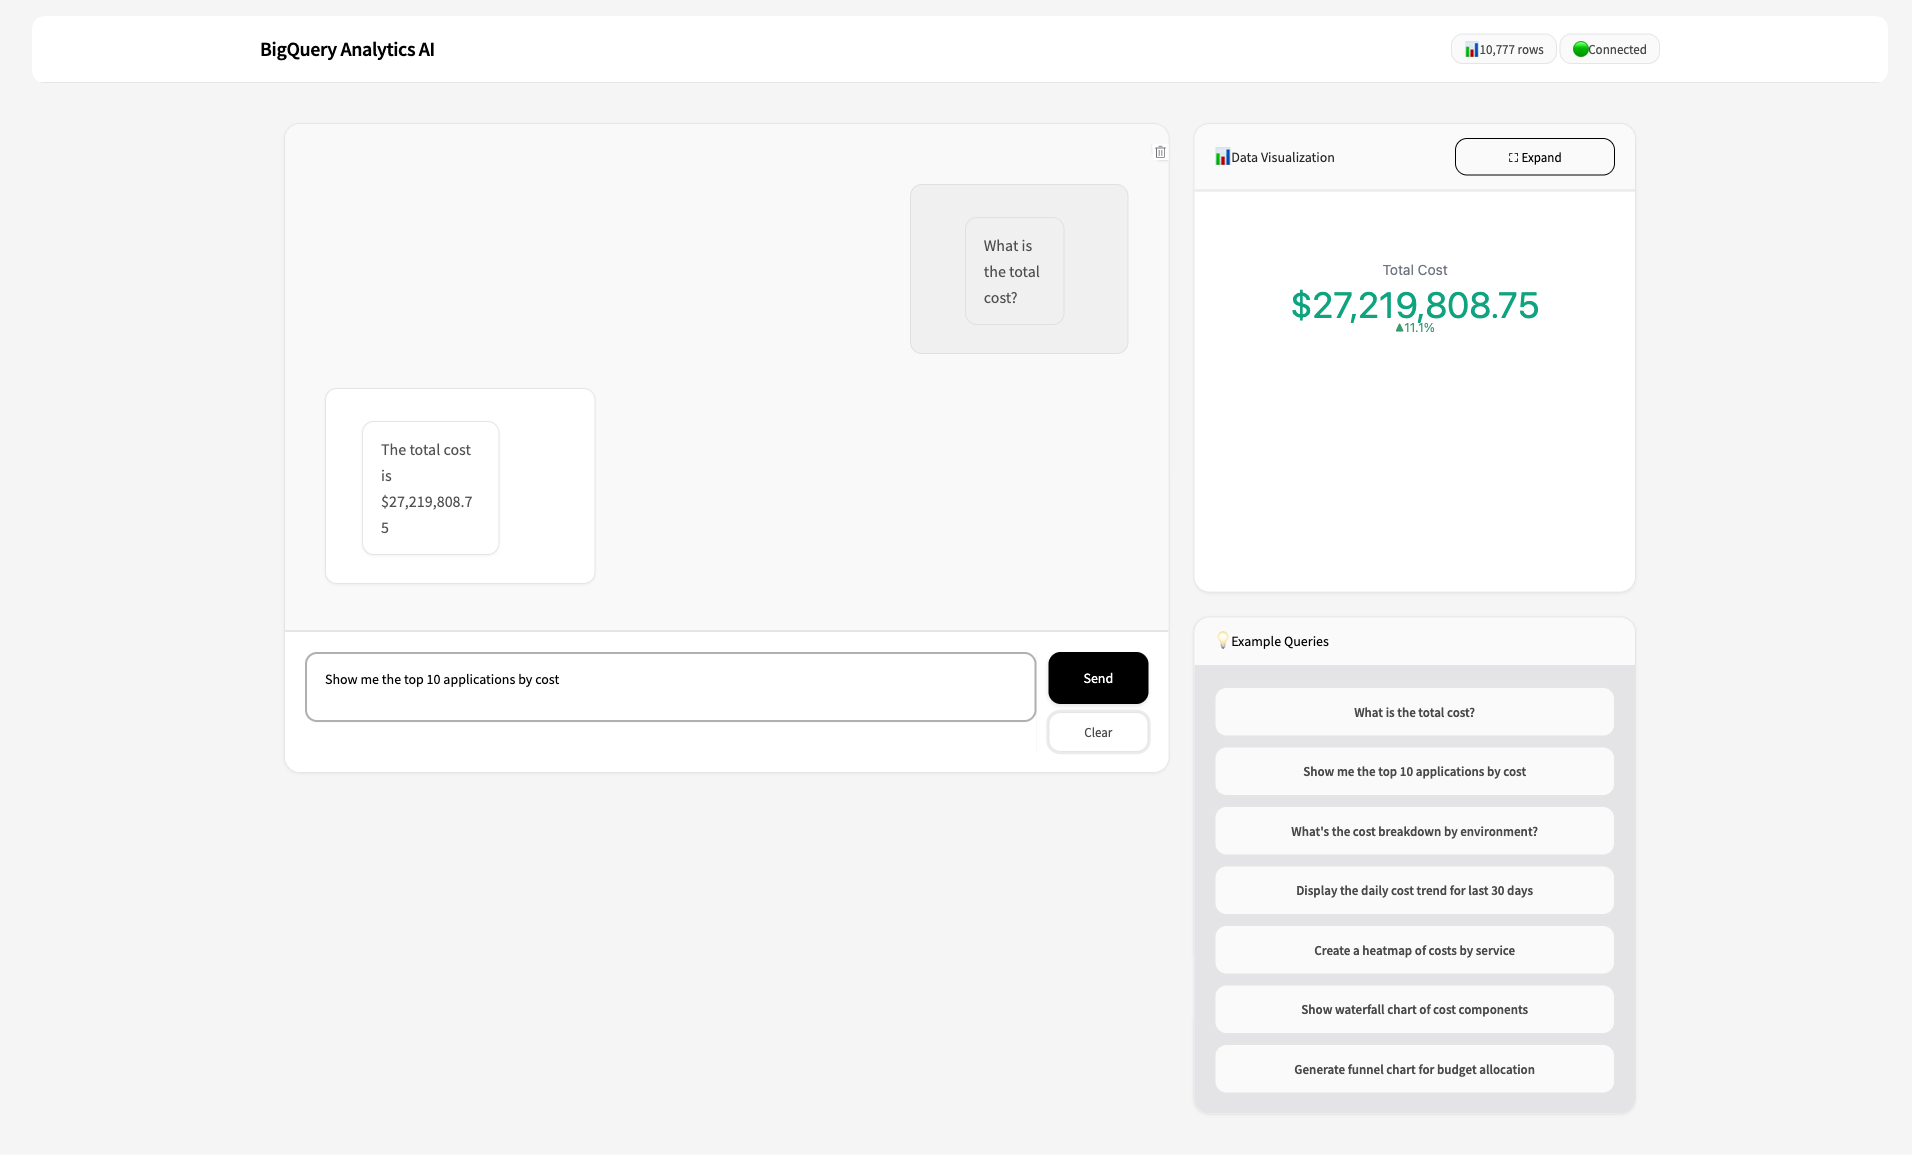 BigQuery Analytics AI
10,777 rows
Connected
What is
the total
cost?
The total cost
is
$27,219,808.7
5
Show me the top 10 applications by cost
Send
Clear
Data Visualization
Expand
Total Cost
$27,219,808.75
▲11.1%
Example Queries
What is the total cost?
Show me the top 10 applications by cost
What's the cost breakdown by environment?
Display the daily cost trend for last 30 days
Create a heatmap of costs by service
Show waterfall chart of cost components
Generate funnel chart for budget allocation